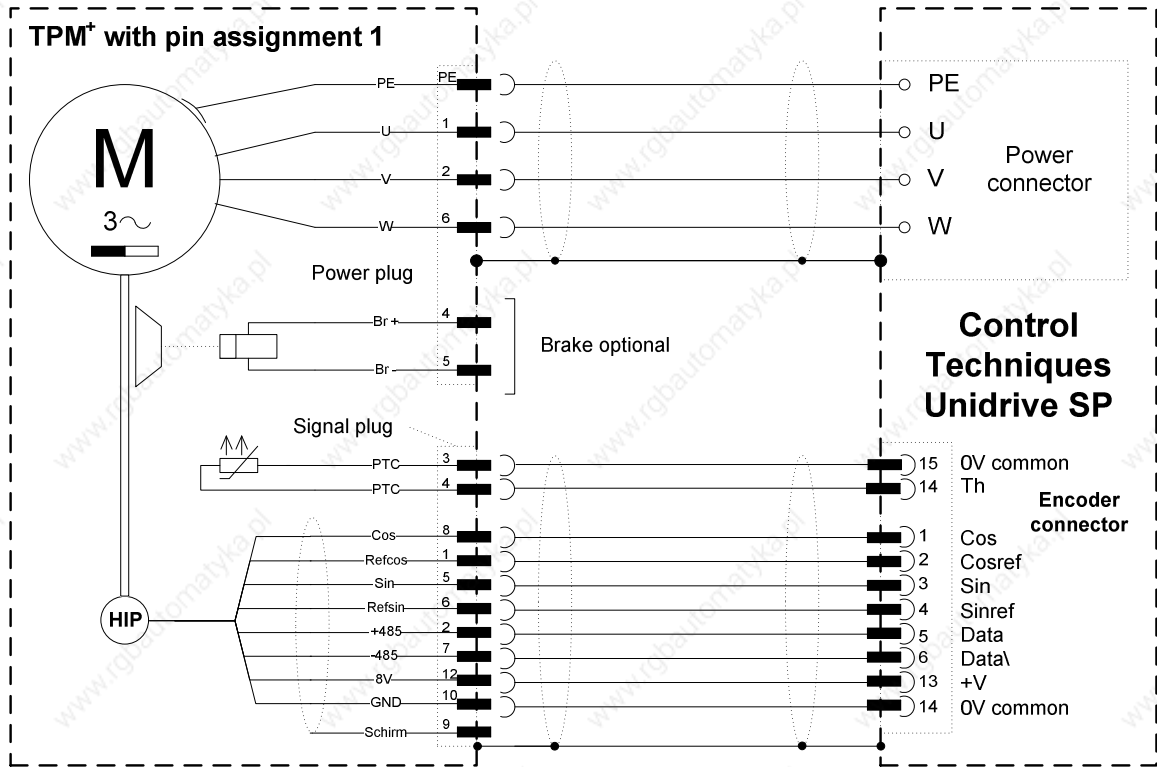 TPM+ with pin assignment 1
PE PE PE
U 1 U
V 2 V
W 6 W
Power connector
M
3~
Power plug
Br+ 4
Br- 5
Brake optional
Control
Techniques
Unidrive SP
Signal plug
PTC 3 15 0V common
PTC 4 14 Th
Encoder
connector
Cos 8 1 Cos
Refcos 1 2 Cosref
Sin 5 3 Sin
Refsin 6 4 Sinref
+485 2 5 Data
-485 7 6 Data\
8V 12 13 +V
GND 10 14 0V common
Schirm 9
HIP
www.rgbautomatyka.pl